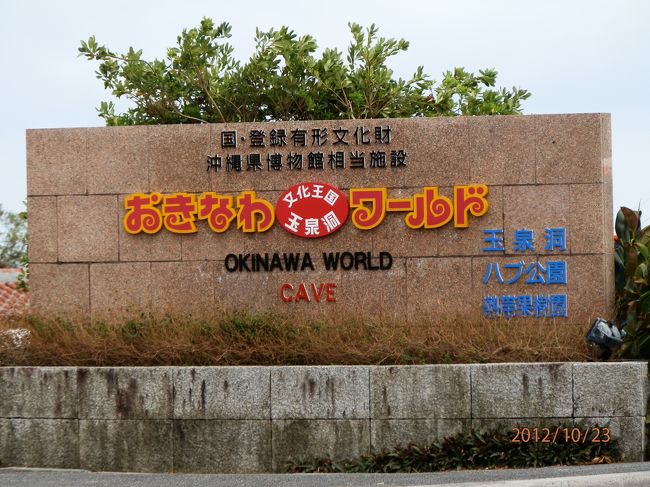 国・登録有形文化財
沖縄県博物館相当施設
おきなわ
文化王国
玉泉洞
ワールド
OKINAWA WORLD
CAVE
玉泉洞
ハブ公園
熱帯果樹園
2012/10/23